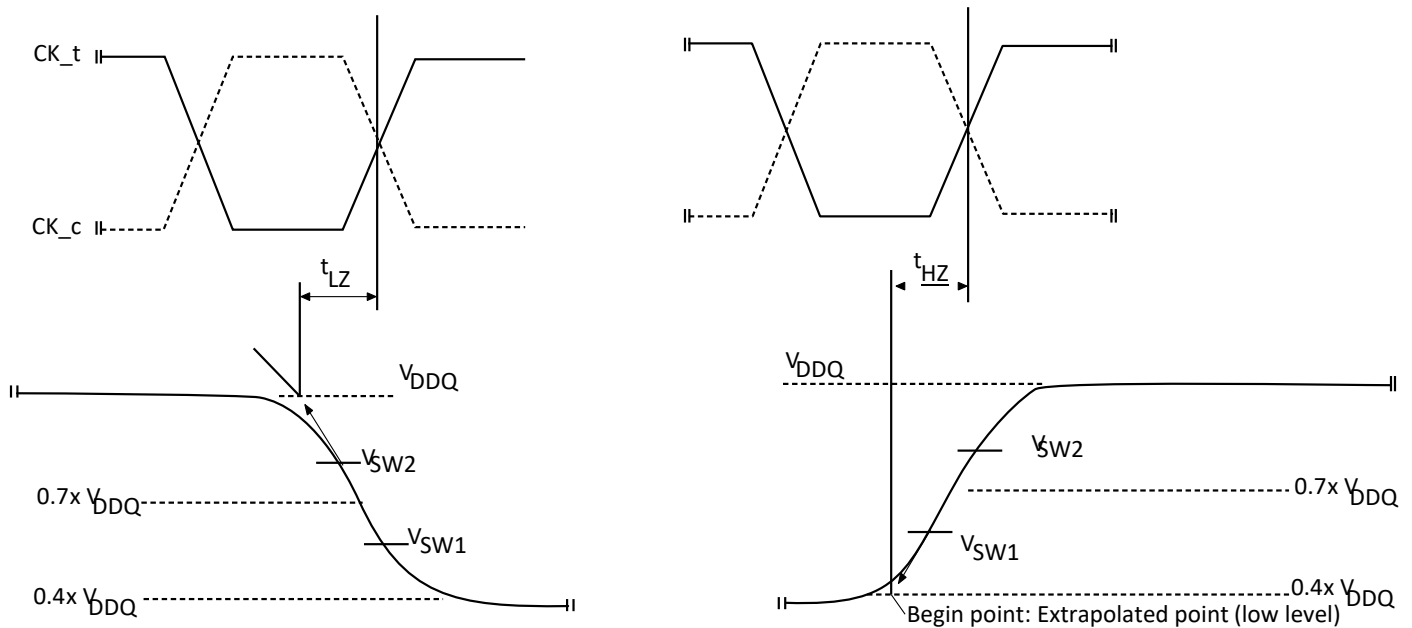 CK_t
CK_c
tLZ
tHZ
VDDQ
VDDQ
VSW2
VSW2
0.7x VDDQ
0.7x VDDQ
VSW1
VSW1
0.4x VDDQ
0.4x VDDQ
Begin point: Extrapolated point (low level)